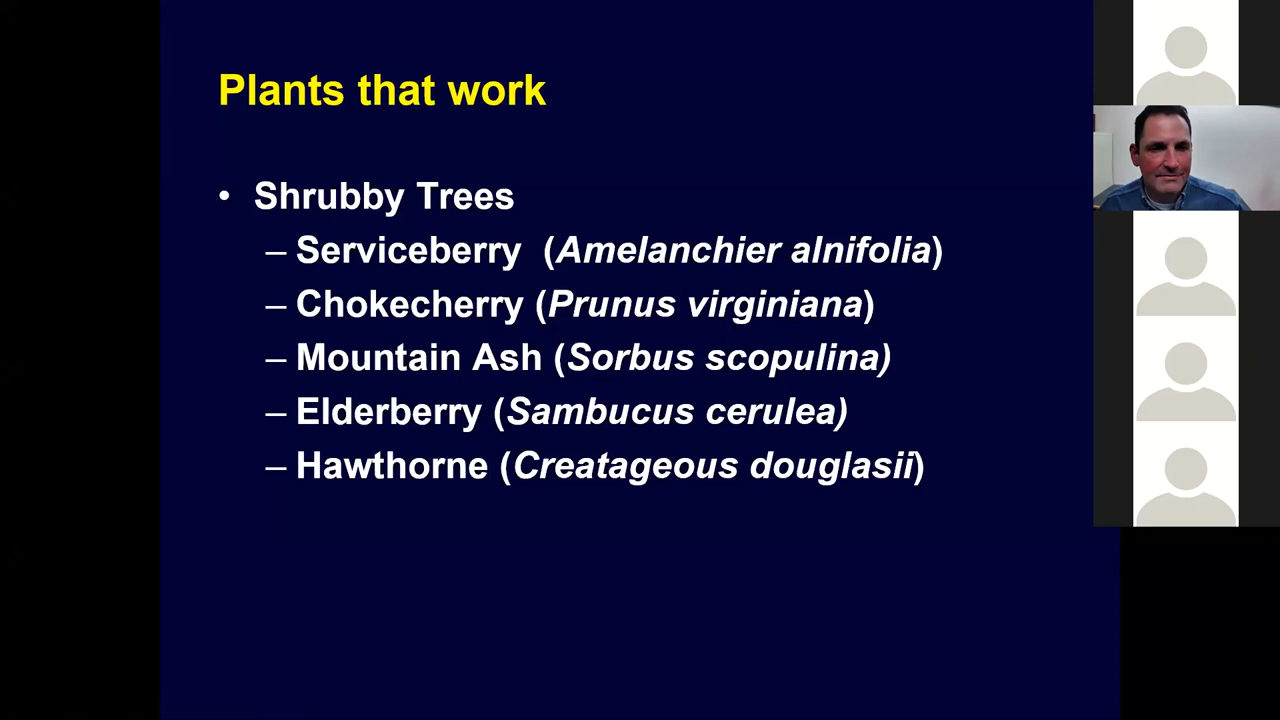 Plants that work
• Shrubby Trees
– Serviceberry (Amelanchier alnifolia)
– Chokecherry (Prunus virginiana)
– Mountain Ash (Sorbus scopulina)
– Elderberry (Sambucus cerulea)
– Hawthorne (Creatageous douglasii)